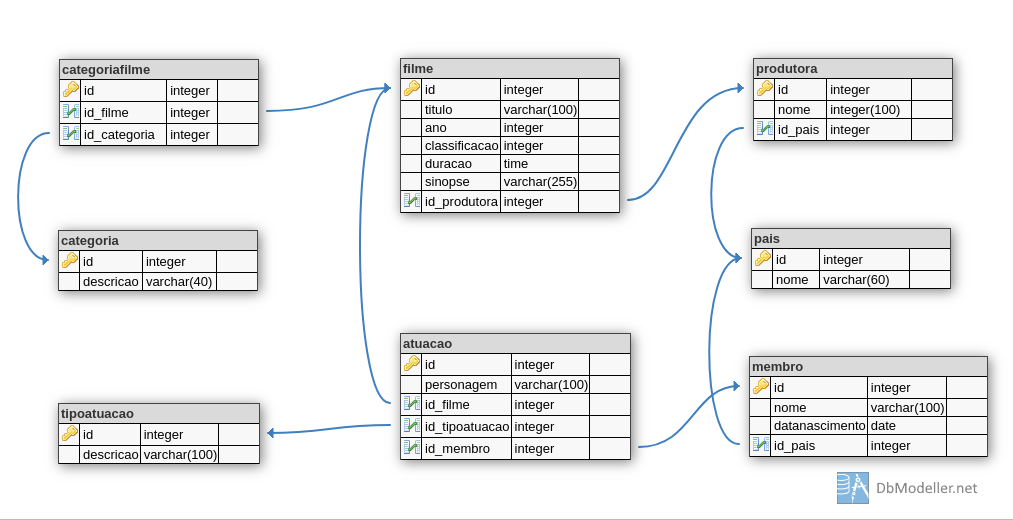 categoriafilme
id integer
id_filme integer
id_categoria integer
filme
id integer
titulo varchar(100)
ano integer
classificacao integer
duracao time
sinopse varchar(255)
id_produtora integer
produtora
id integer
nome integer(100)
id_pais integer
categoria
id integer
descricao varchar(40)
pais
id integer
nome varchar(60)
atuacao
id integer
personagem varchar(100)
id_filme integer
id_tipoatuacao integer
id_membro integer
membro
id integer
nome varchar(100)
datanascimento date
id_pais integer
tipoatuacao
id integer
descricao varchar(100)
DbModeller.net